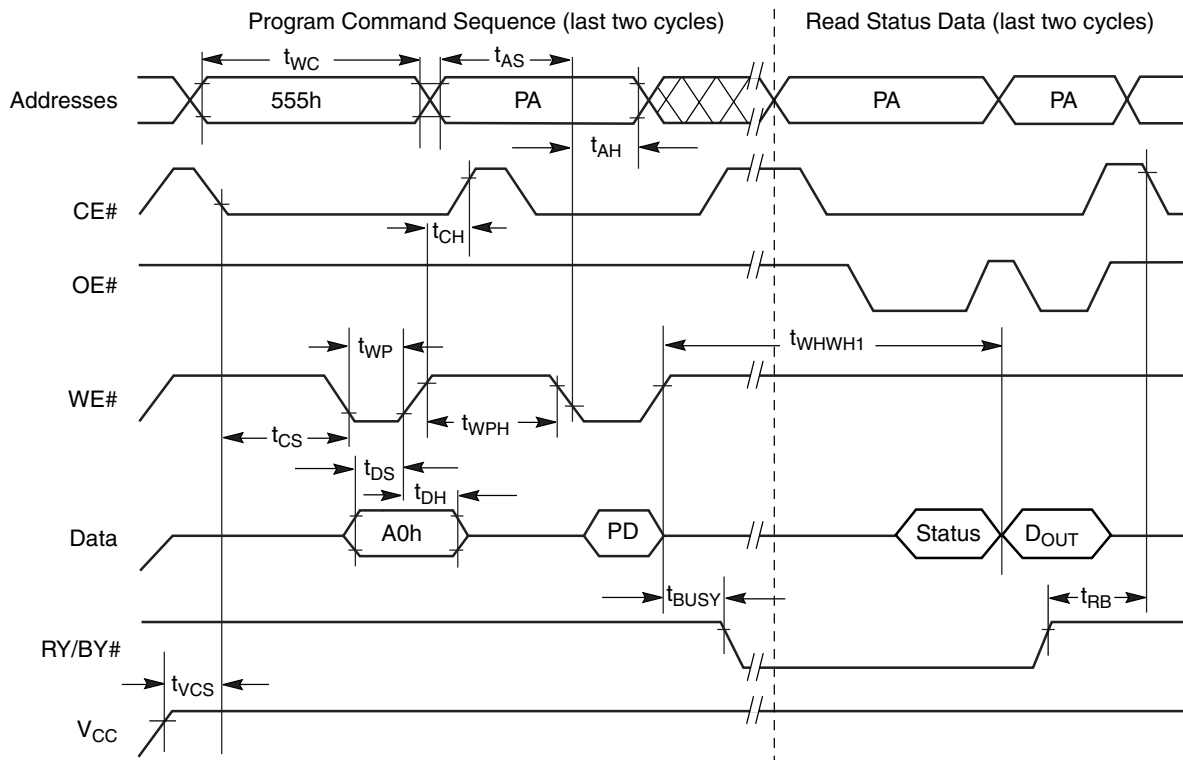 Program Command Sequence (last two cycles)
Read Status Data (last two cycles)
tWC
tAS
Addresses
555h
PA
PA
PA
tAH
CE#
tCH
OE#
tWP
tWHWH1
WE#
tCS
tWPH
tDS
tDH
Data
A0h
PD
Status
DOUT
tBUSY
tRB
RY/BY#
tVCS
VCC